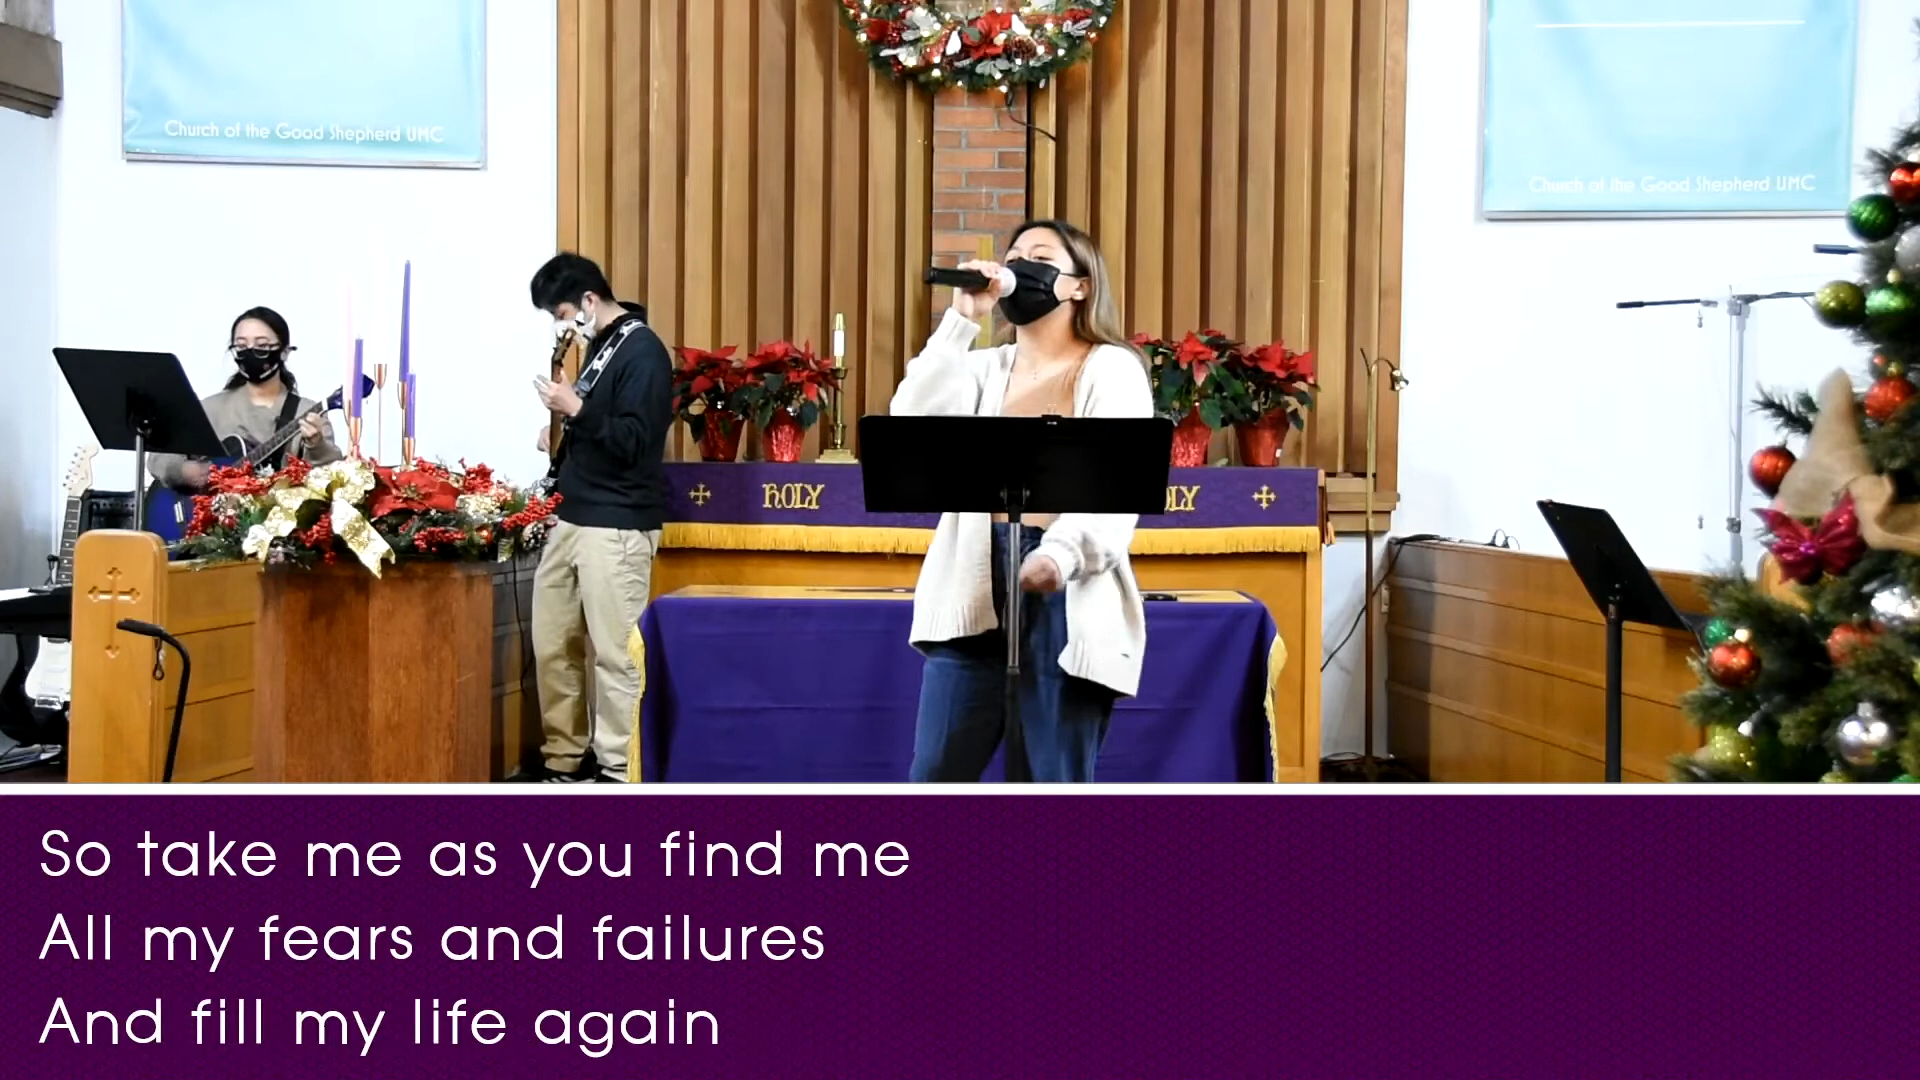 Church of the Good Shepherd UMC
Church of the Good Shepherd UMC
HOLY
So take me as you find me
All my fears and failures
And fill my life again